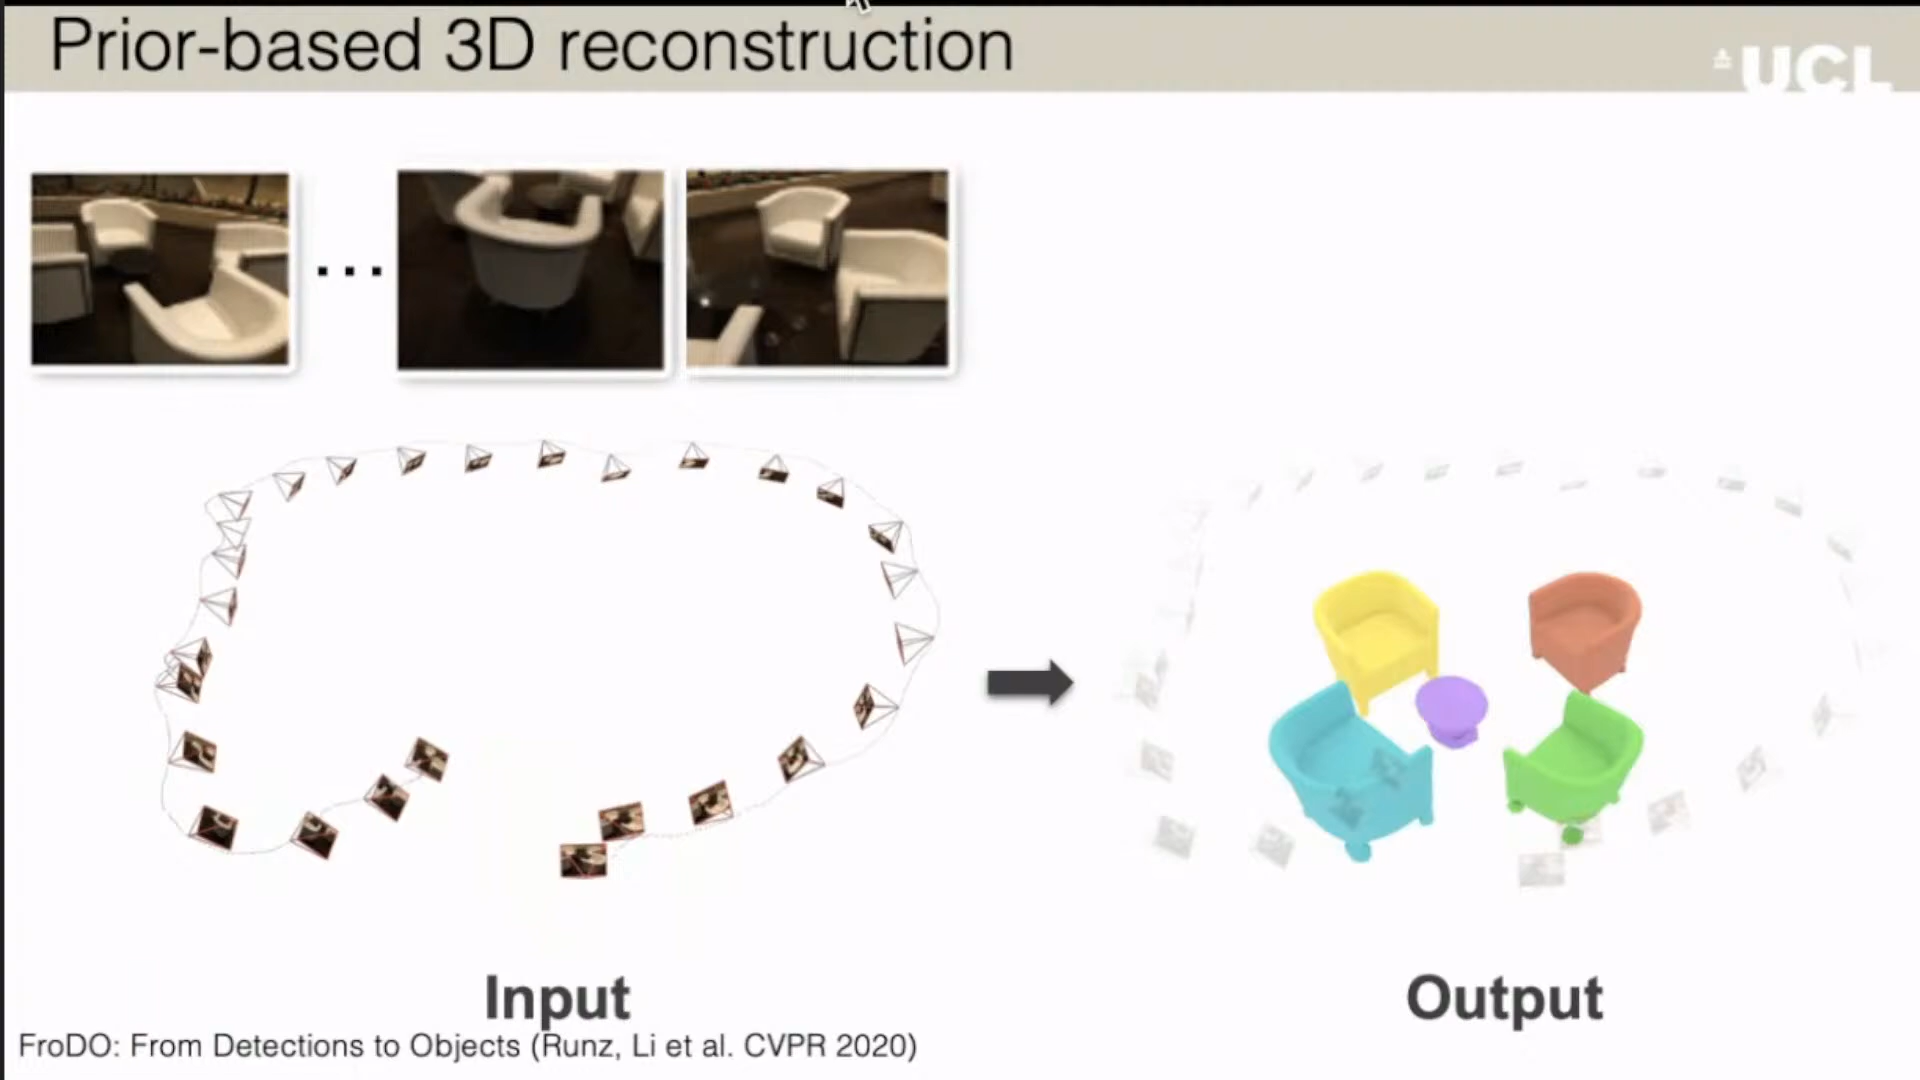 Prior-based 3D reconstruction
UCL
...
Input
Output
FroDO: From Detections to Objects (Runz, Li et al. CVPR 2020)